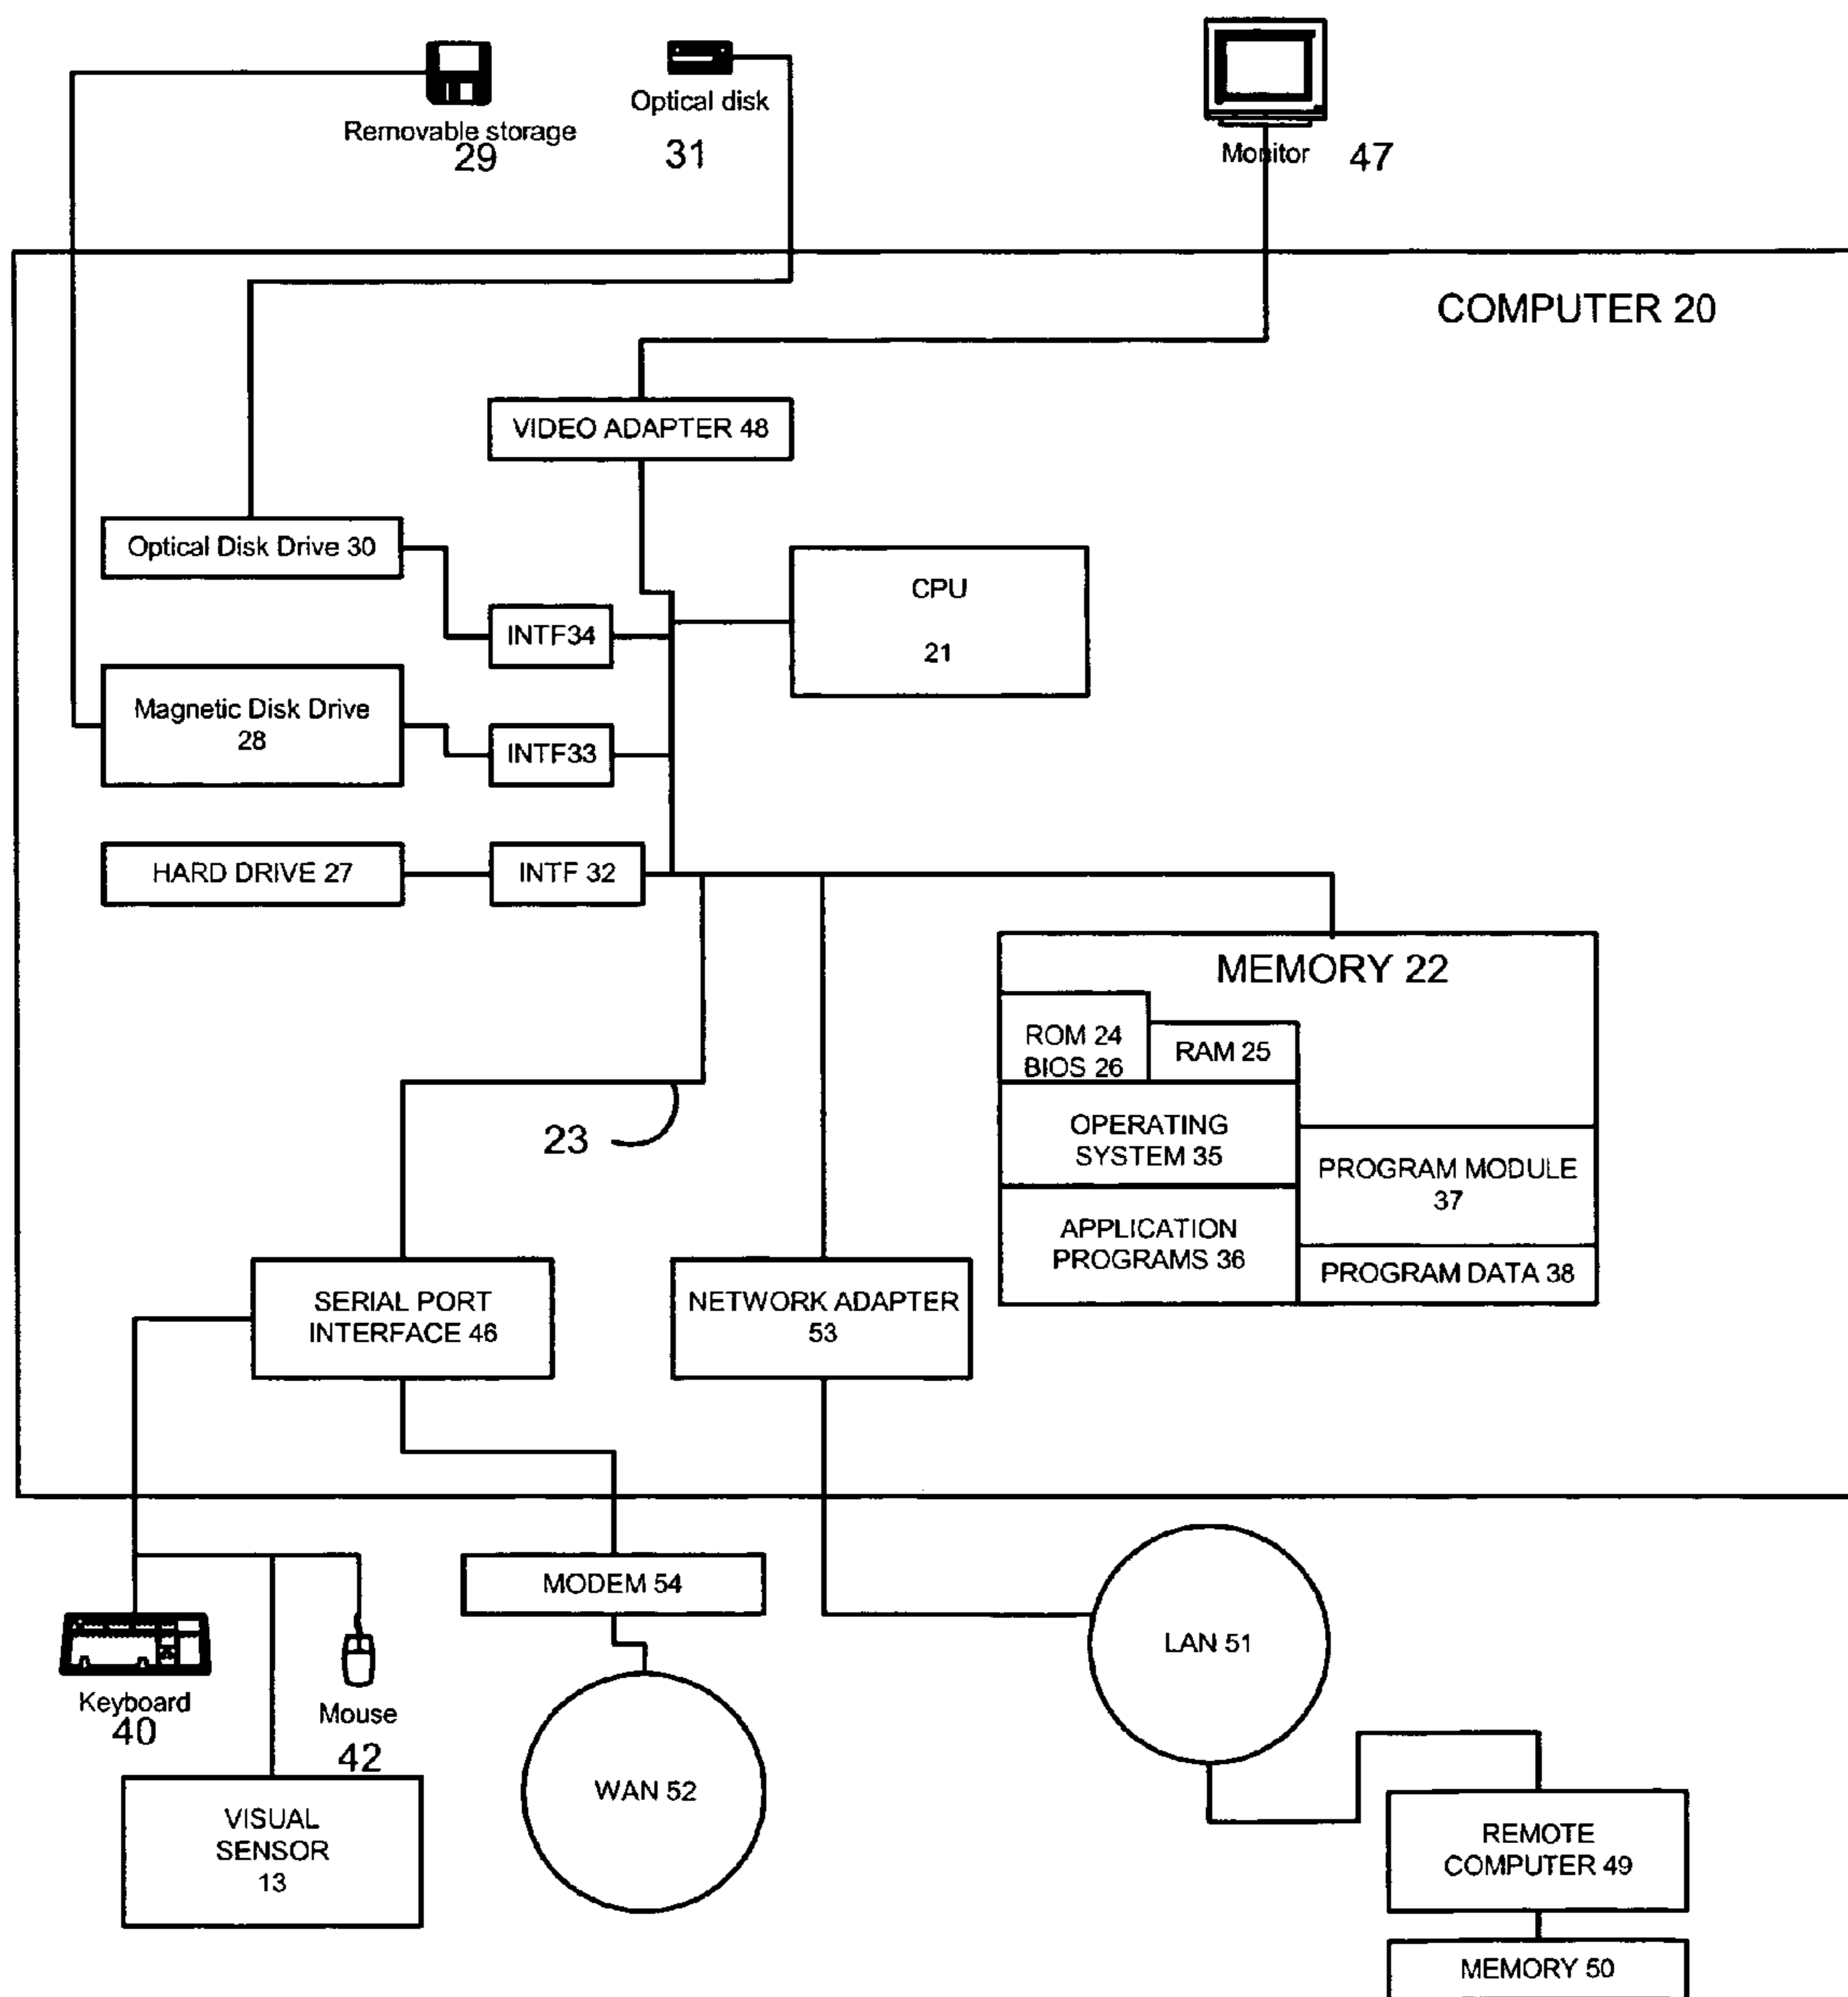 Optical disk
Removable storage
29
31
Monitor
47
COMPUTER 20
VIDEO ADAPTER 48
Optical Disk Drive 30
CPU
21
INTF34
Magnetic Disk Drive
28
INTF33
HARD DRIVE 27
INTF 32
MEMORY 22
ROM 24
BIOS 26
RAM 25
OPERATING
SYSTEM 35
PROGRAM MODULE
37
APPLICATION
PROGRAMS 36
PROGRAM DATA 38
23
SERIAL PORT
INTERFACE 46
NETWORK ADAPTER
53
MODEM 54
LAN 51
Keyboard
40
Mouse
42
WAN 52
VISUAL
SENSOR
13
REMOTE
COMPUTER 49
MEMORY 50